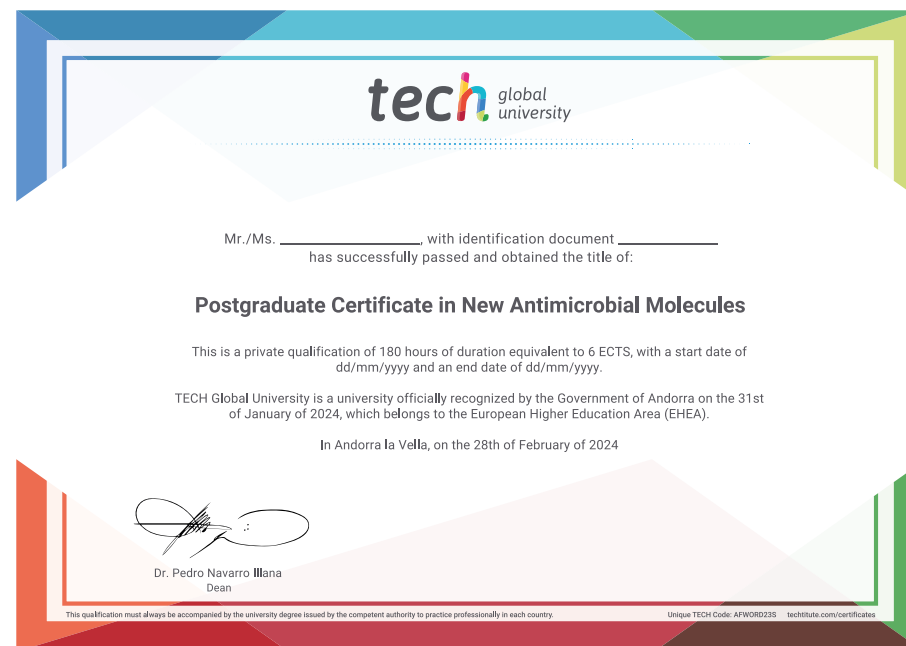 tech global university
Mr./Ms. ____________________, with identification document ______________
has successfully passed and obtained the title of:
Postgraduate Certificate in New Antimicrobial Molecules
This is a private qualification of 180 hours of duration equivalent to 6 ECTS, with a start date of
dd/mm/yyyy and an end date of dd/mm/yyyy.
TECH Global University is a university officially recognized by the Government of Andorra on the 31st
of January of 2024, which belongs to the European Higher Education Area (EHEA).
In Andorra la Vella, on the 28th of February of 2024
Dr. Pedro Navarro Illana
Dean
This qualification must always be accompanied by the university degree issued by the competent authority to practice professionally in each country.
Unique TECH Code: AFWORD23S techtitute.com/certificates